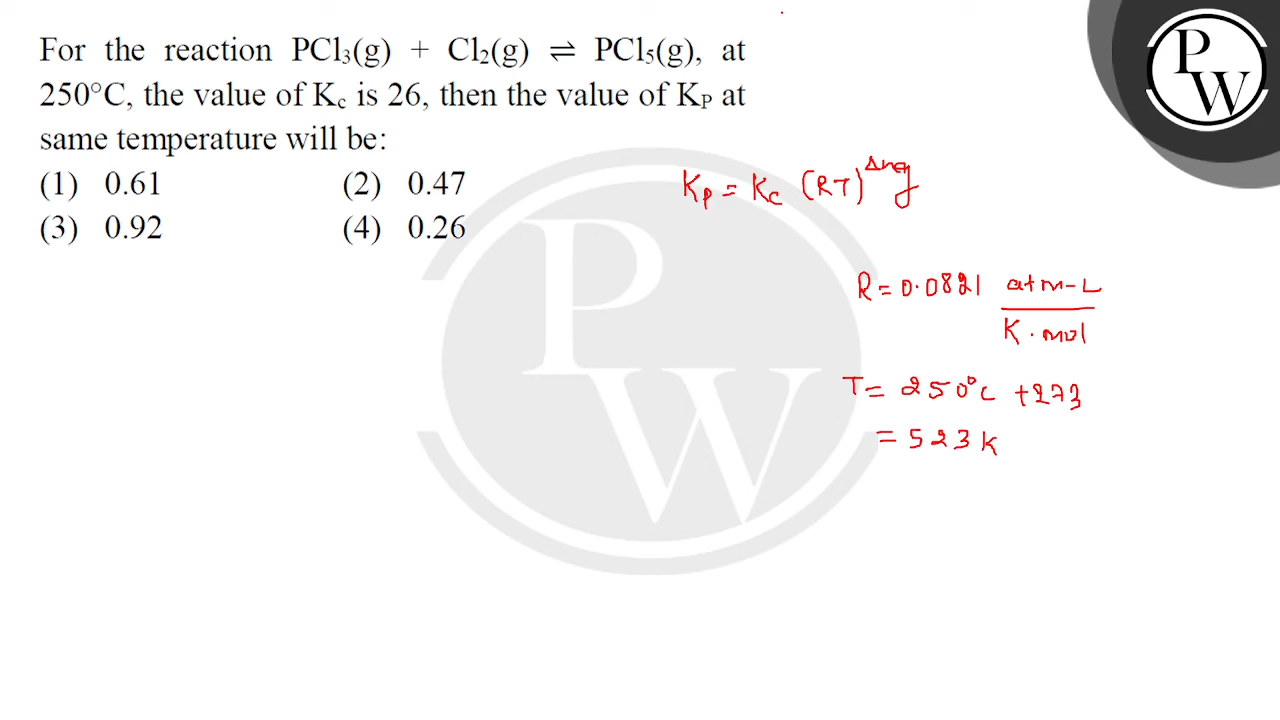 For the reaction PCl₃(g) + Cl₂(g) ⇌ PCl₅(g), at
250°C, the value of K꜀ is 26, then the value of Kₚ at
same temperature will be:
(1) 0.61 (2) 0.47
(3) 0.92 (4) 0.26
Kp = Kc (RT)^Δng
R = 0.0821 atm-L
K · mol
T = 250°C + 273
= 523 K
P
W
P
W